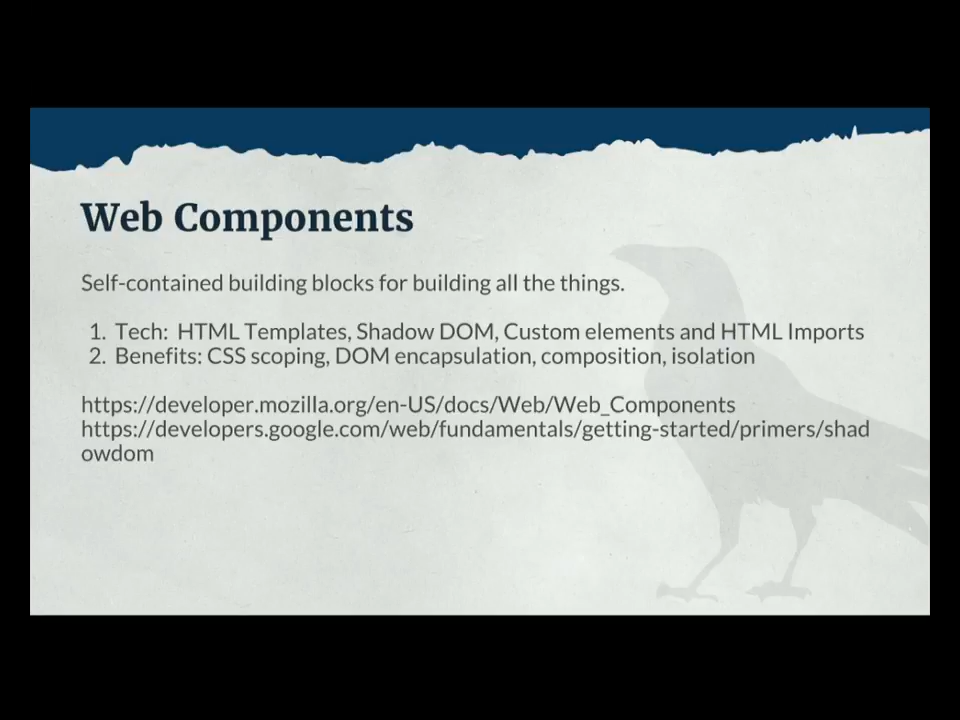 Web Components
Self-contained building blocks for building all the things.
1. Tech:  HTML Templates, Shadow DOM, Custom elements and HTML Imports
2. Benefits: CSS scoping, DOM encapsulation, composition, isolation
https://developer.mozilla.org/en-US/docs/Web/Web_Components
https://developers.google.com/web/fundamentals/getting-started/primers/shad
owdom